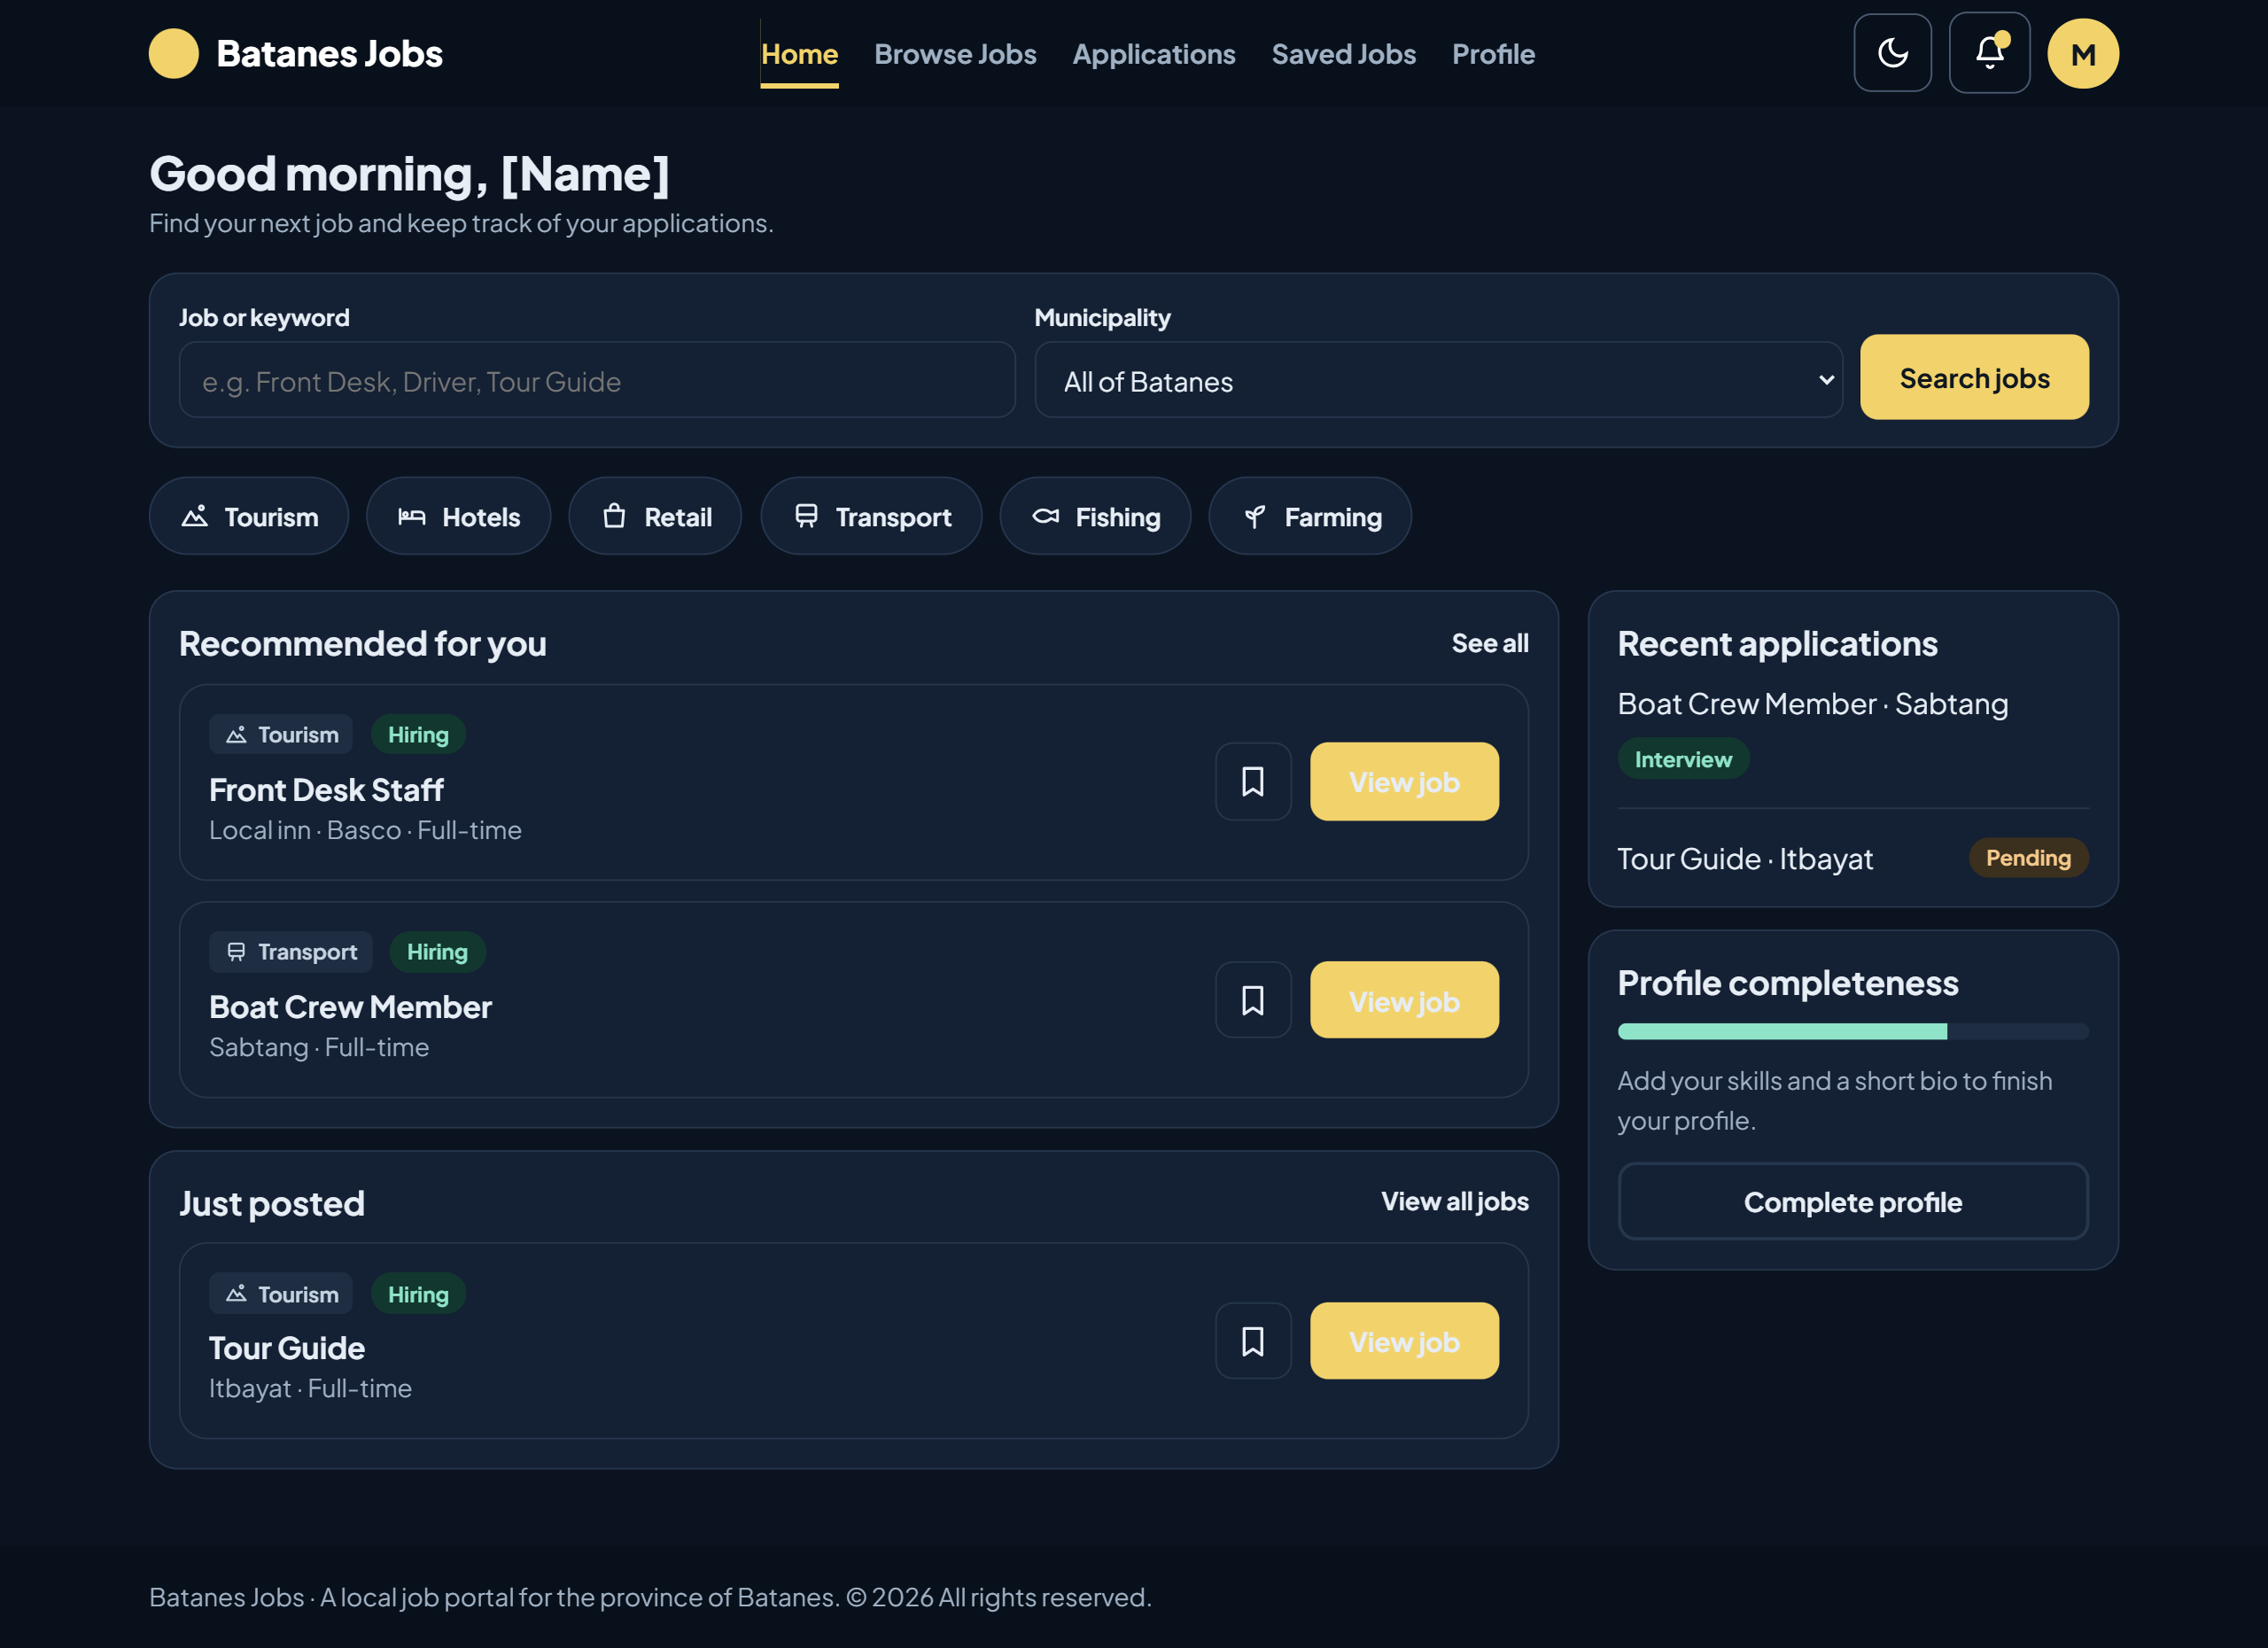 Batanes Jobs
Home
Browse Jobs
Applications
Saved Jobs
Profile
M
Good morning, [Name]
Find your next job and keep track of your applications.
Job or keyword
e.g. Front Desk, Driver, Tour Guide
Municipality
All of Batanes
Search jobs
Tourism
Hotels
Retail
Transport
Fishing
Farming
Recommended for you
See all
Tourism
Hiring
Front Desk Staff
Local inn · Basco · Full-time
View job
Transport
Hiring
Boat Crew Member
Sabtang · Full-time
View job
Just posted
View all jobs
Tourism
Hiring
Tour Guide
Itbayat · Full-time
View job
Recent applications
Boat Crew Member · Sabtang
Interview
Tour Guide · Itbayat
Pending
Profile completeness
Add your skills and a short bio to finish
your profile.
Complete profile
Batanes Jobs · A local job portal for the province of Batanes. © 2026 All rights reserved.